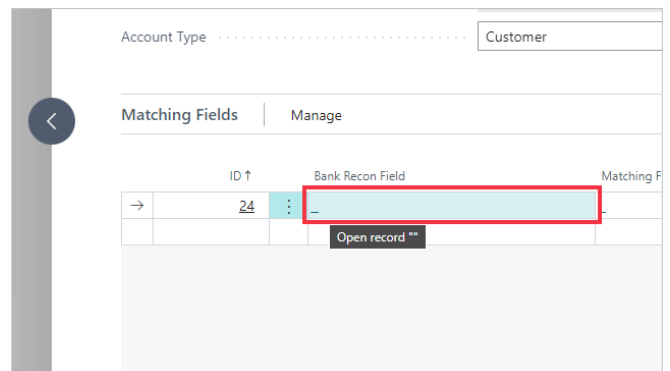 Account Type Customer
Matching Fields Manage
ID ↑ Bank Recon Field Matching F
24
Open record ""